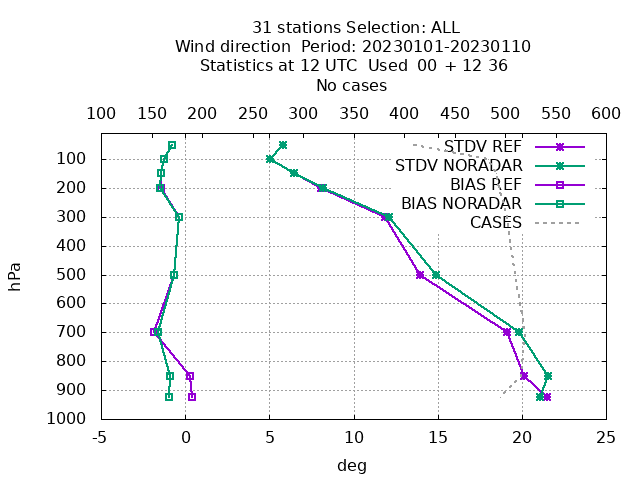 31 stations Selection: ALL
Wind direction  Period: 20230101-20230110
Statistics at 12 UTC  Used  00 + 12 36
No cases
100 150 200 250 300 350 400 450 500 550 600
STDV REF
STDV NORADAR
BIAS REF
BIAS NORADAR
CASES
100
200
300
400
500
600
700
800
900
1000
hPa
-5 0 5 10 15 20 25
deg